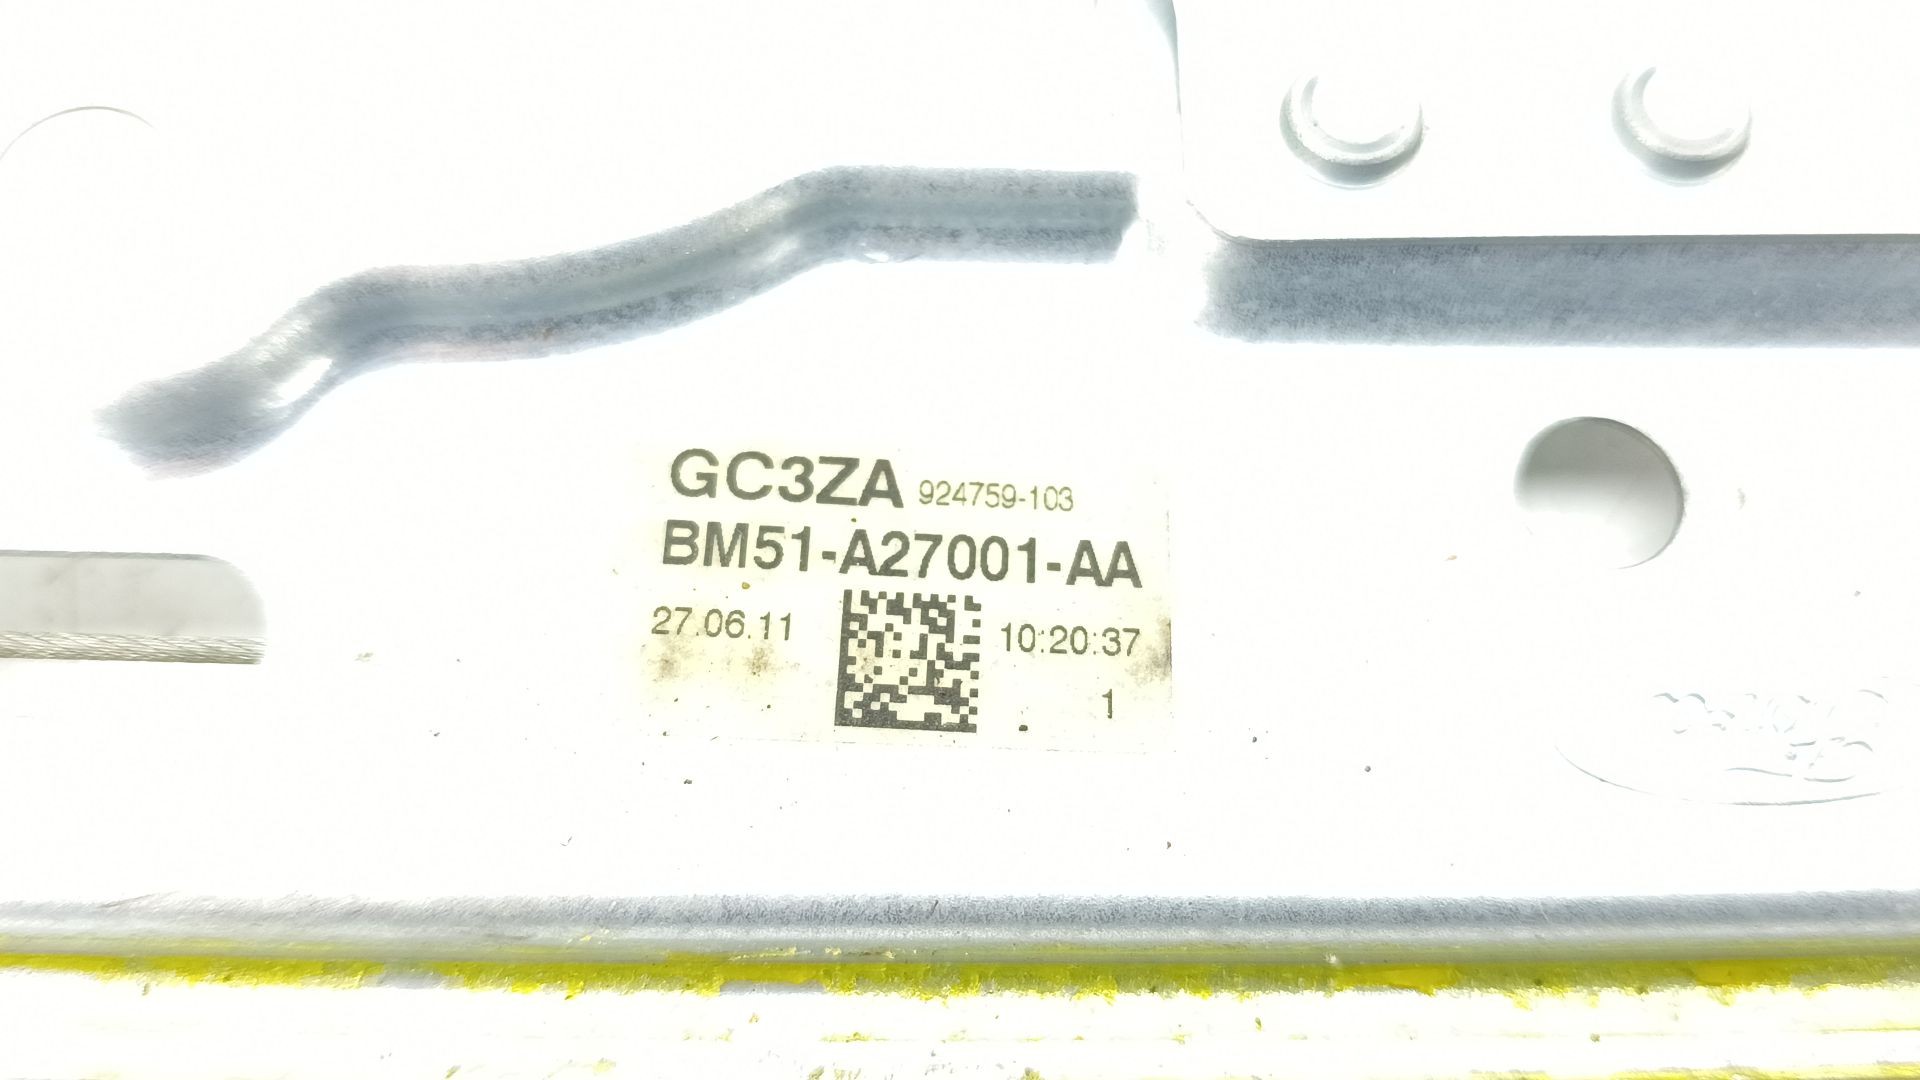 GC3ZA 924759-103
BM51-A27001-AA
27.06.11 10:20:37
1